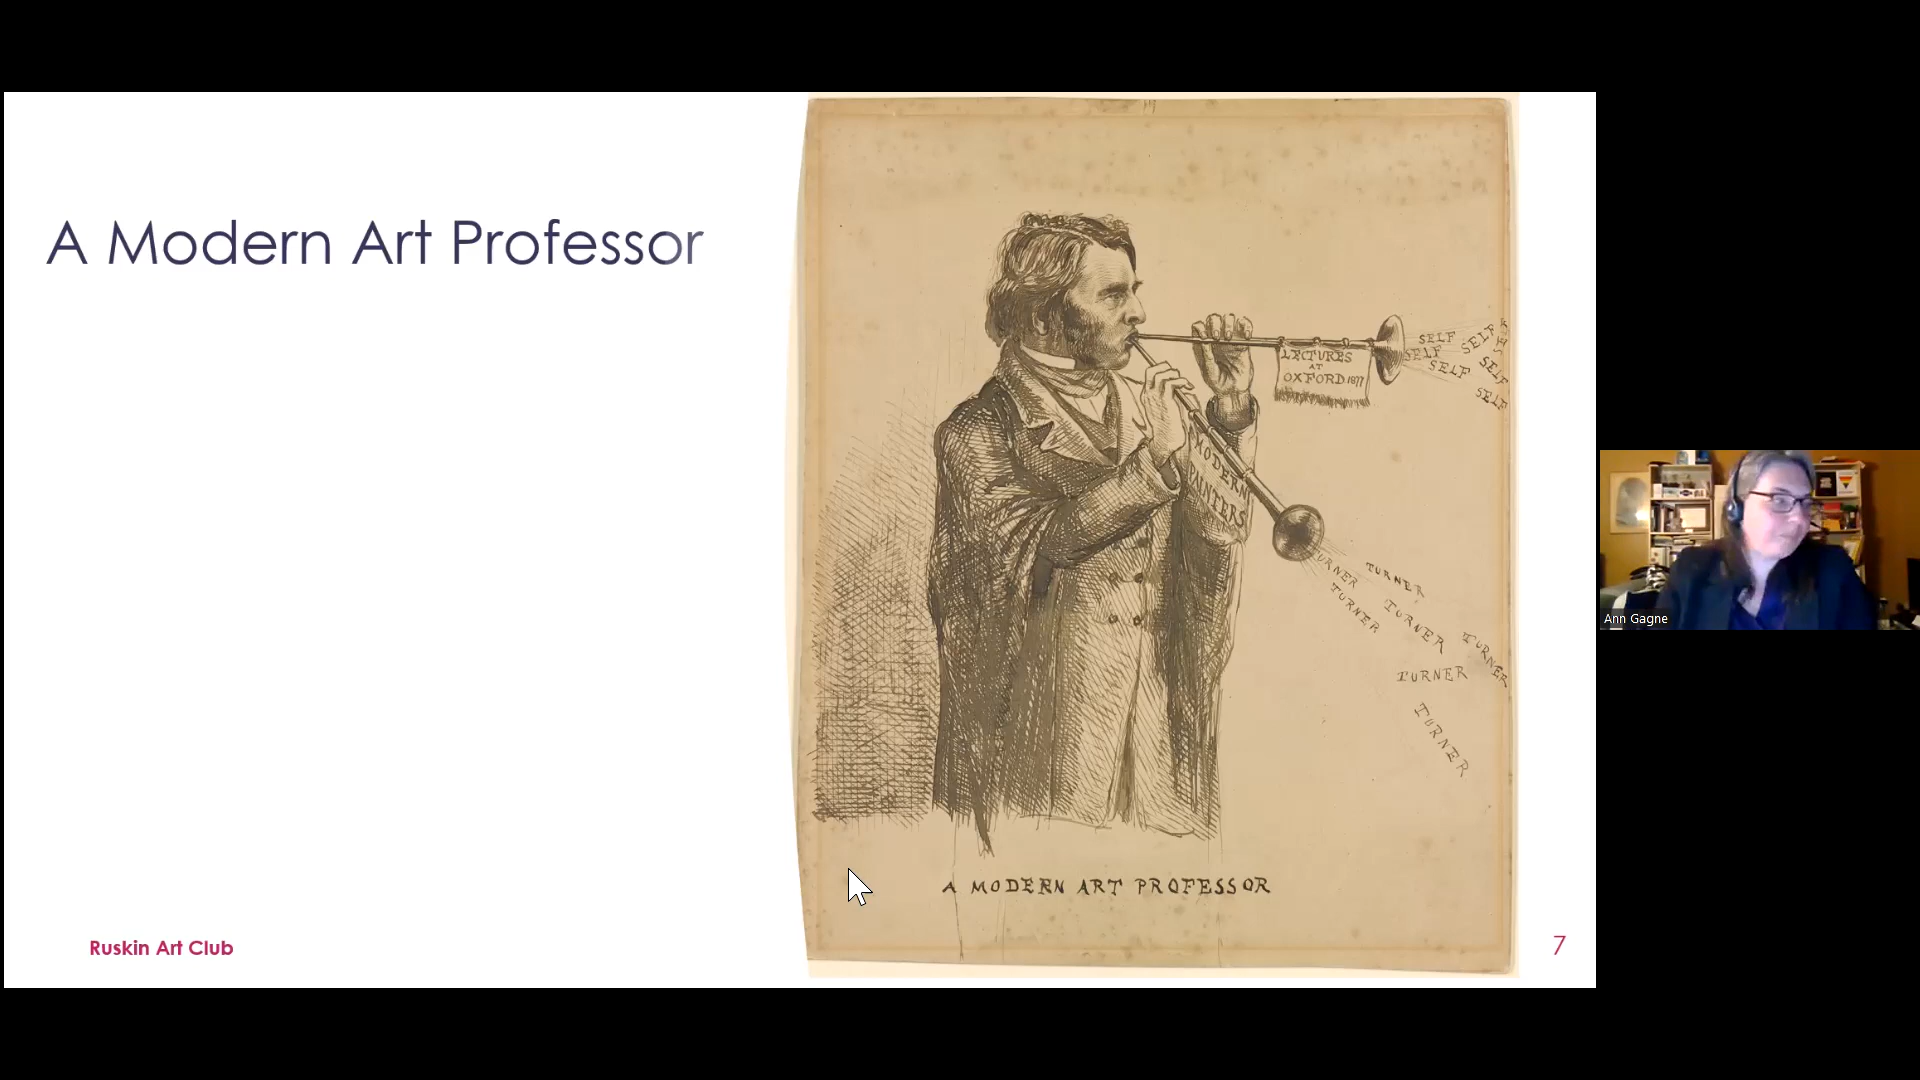 A Modern Art Professor
LECTURES
AT
OXFORD 1877
SELF
SELF
SELF
SELF
SELF
SELF
MODERN
PAINTERS
TURNER
TURNER
TURNER
TURNER
TURNER
TURNER
TURNER
A MODERN ART PROFESSOR
Ruskin Art Club
7
Ann Gagne